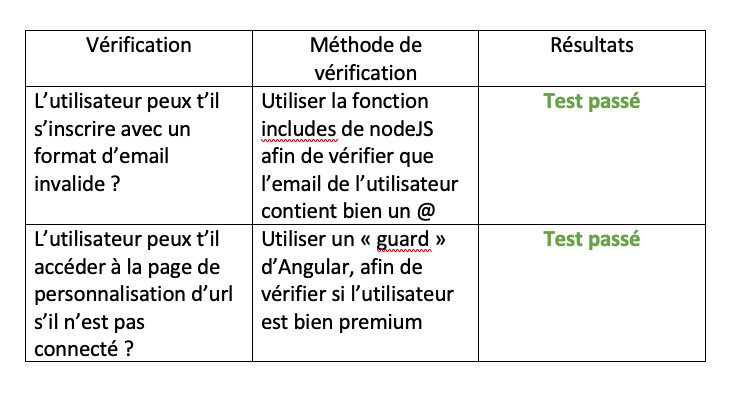 Vérification
Méthode de
vérification
Résultats
L’utilisateur peux t’il
s’inscrire avec un
format d’email
invalide ?
Utiliser la fonction
includes de nodeJS
afin de vérifier que
l’email de l’utilisateur
contient bien un @
Test passé
L’utilisateur peux t’il
accéder à la page de
personnalisation d’url
s’il n’est pas
connecté ?
Utiliser un « guard »
d’Angular, afin de
vérifier si l’utilisateur
est bien premium
Test passé